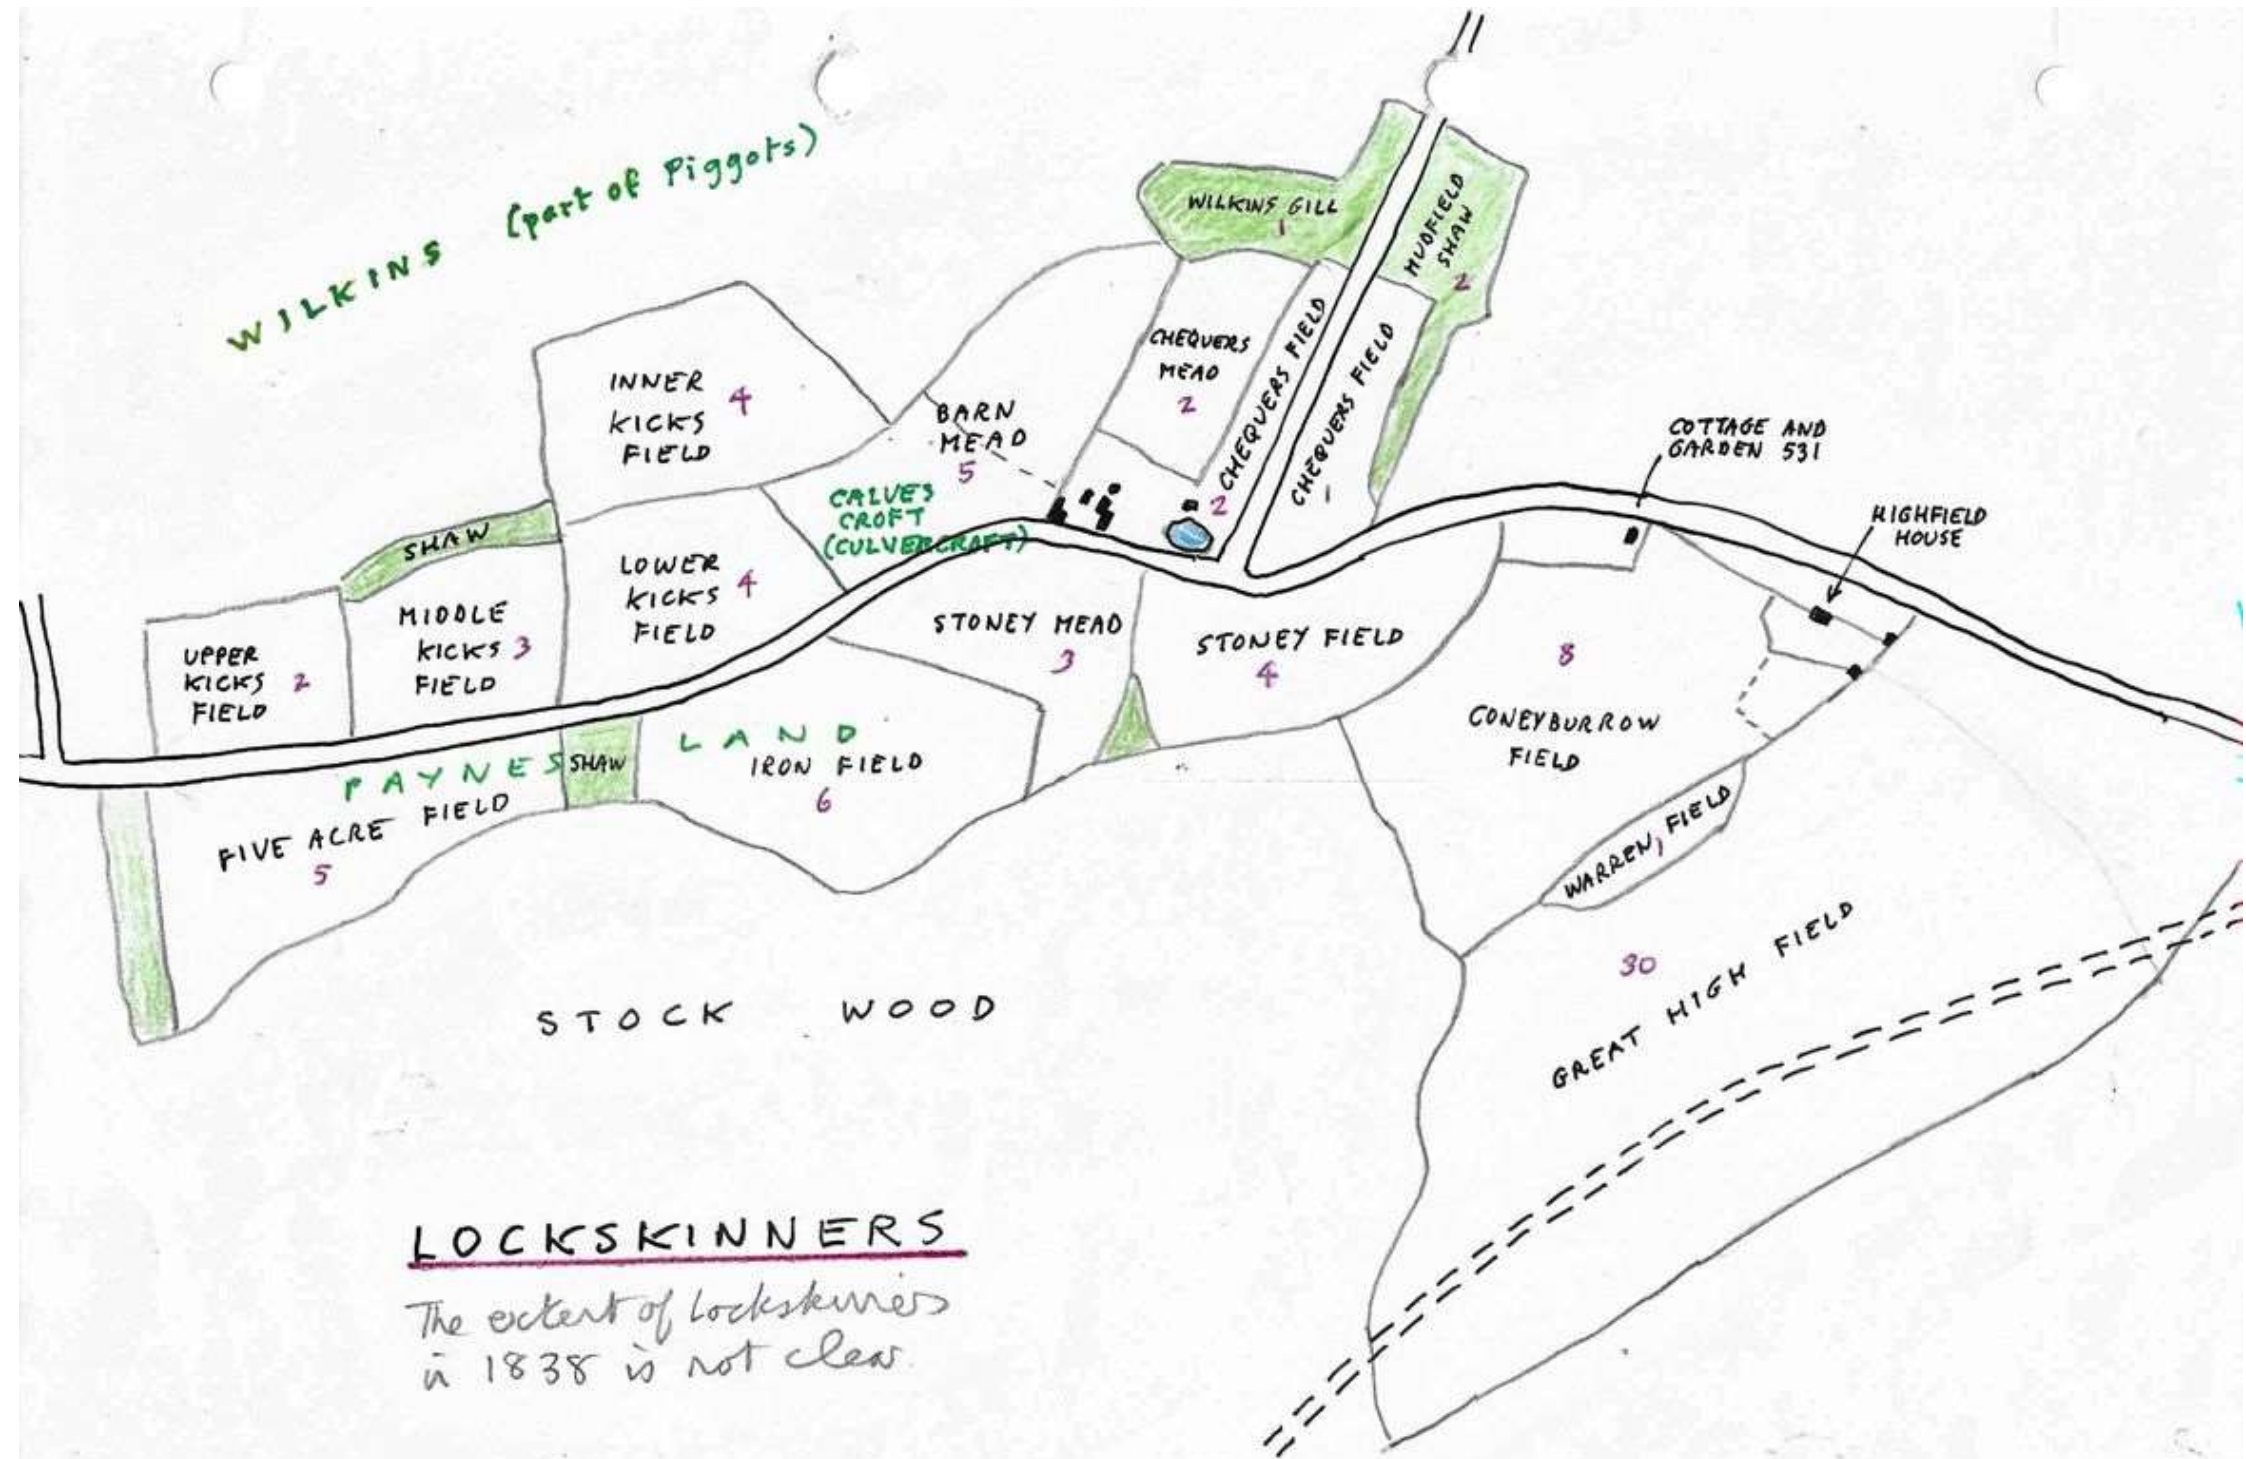 WILKINS (part of Piggots)
WILKINS GILL
1
HUDFIELD
SHAW
2
CHEQUERS
MEAD
2
CHEQUERS FIELD
2
CHEQUERS FIELD
1
INNER
KICKS 4
FIELD
BARN
MEAD
5
CALVES
CROFT
(CULVERCROFT)
COTTAGE AND
GARDEN 531
HIGHFIELD
HOUSE
SHAW
LOWER
KICKS 4
FIELD
MIDDLE
KICKS 3
FIELD
UPPER
KICKS 2
FIELD
STONEY MEAD
3
STONEY FIELD
4
8
CONEYBURROW
FIELD
PAYNES LAND
SHAW
IRON FIELD
6
FIVE ACRE FIELD
5
WARREN FIELD
1
30
GREAT HIGH FIELD
STOCK WOOD
LOCKSKINNERS
The extent of Lockskinners
in 1838 is not clear.